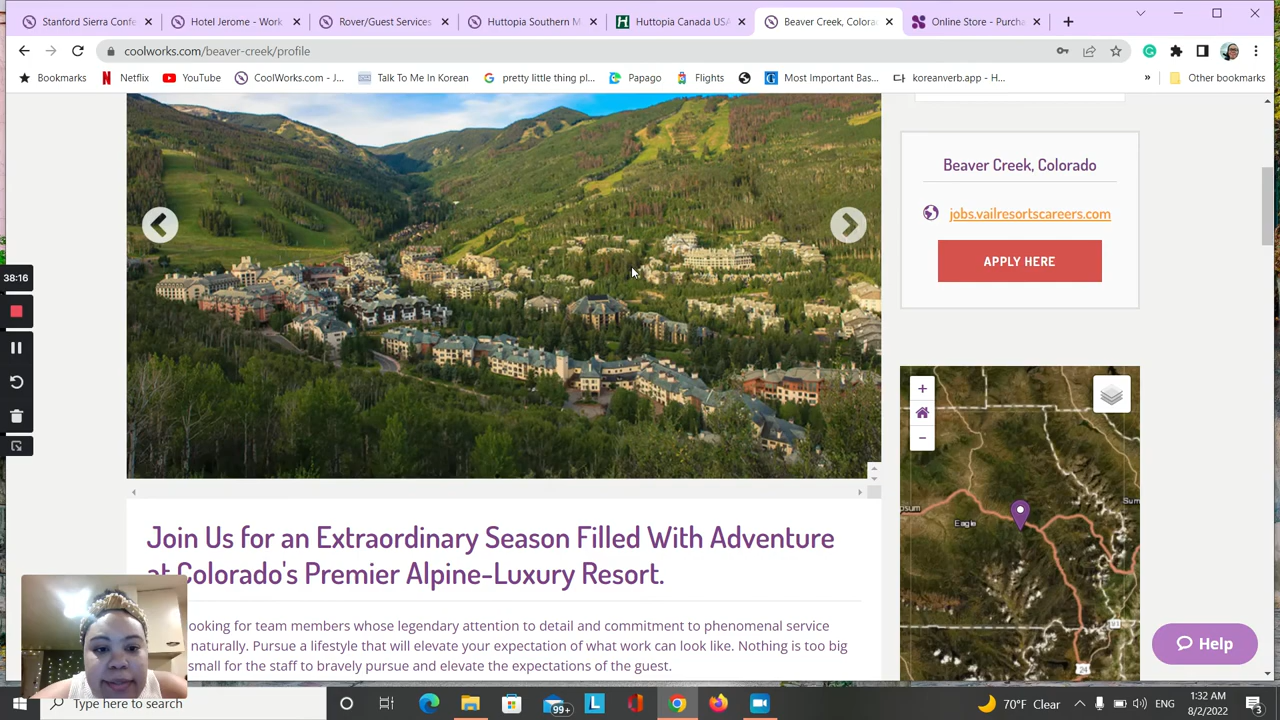 Stanford Sierra Confe
Hotel Jerome - Work
Rover/Guest Services
Huttopia Southern M
Huttopia Canada USA
Beaver Creek, Colora
Online Store - Purcha
coolworks.com/beaver-creek/profile
Bookmarks
Netflix
YouTube
CoolWorks.com - J...
Talk To Me In Korean
pretty little thing pl...
Papago
Flights
Most Important Bas...
koreanverb.app - H...
»
Other bookmarks
Beaver Creek, Colorado
jobs.vailresortscareers.com
APPLY HERE
38:16
Join Us for an Extraordinary Season Filled With Adventure
at Colorado's Premier Alpine-Luxury Resort.
ooking for team members whose legendary attention to detail and commitment to phenomenal service
naturally. Pursue a lifestyle that will elevate your expectation of what work can look like. Nothing is too big
small for the staff to bravely pursue and elevate the expectations of the guest.
+
−
psum
Eagle
Sum
24
Help
Type here to search
99+
70°F Clear
ENG
1:32 AM
8/2/2022
3